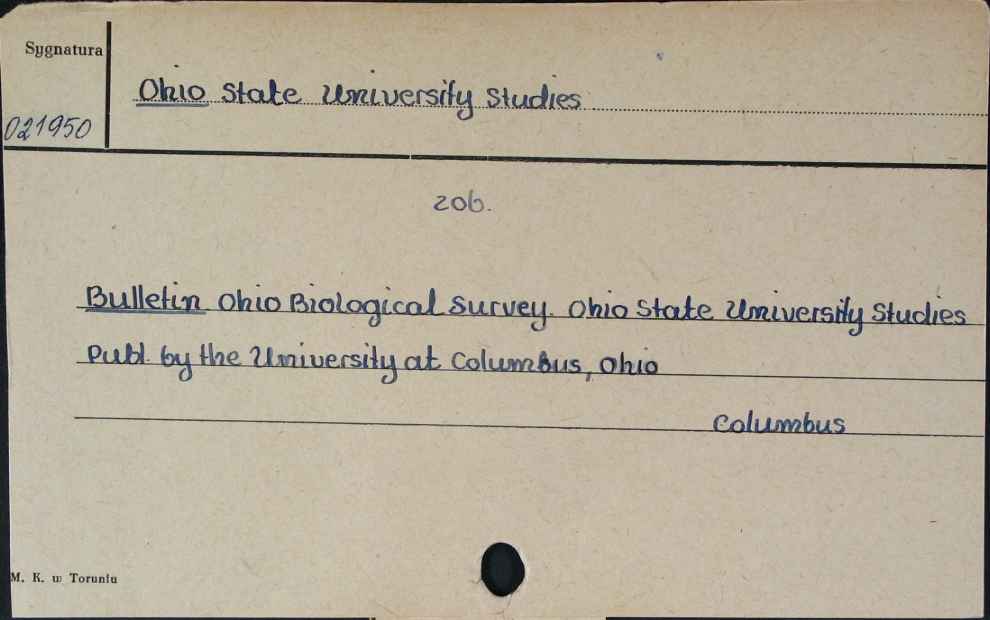 Sygnatura
Ohio State University Studies
021950
zob.
Bulletin Ohio Biological Survey. Ohio State University Studies
Publ. by the University at Columbus, Ohio
Columbus
M. K. w Toruniu